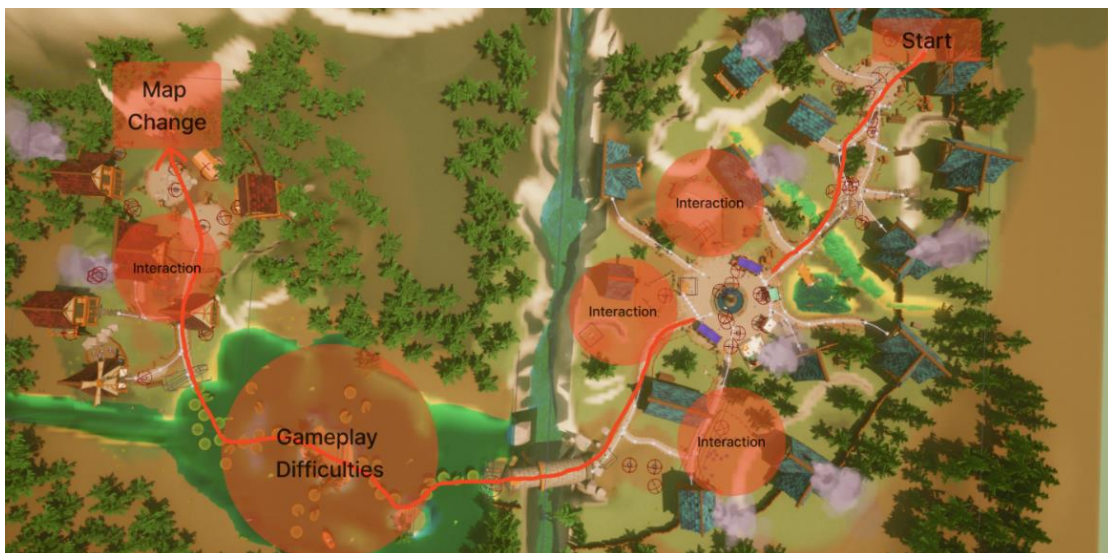 Start
Map
Change
Interaction
Interaction
Interaction
Gameplay
Difficulties
Interaction